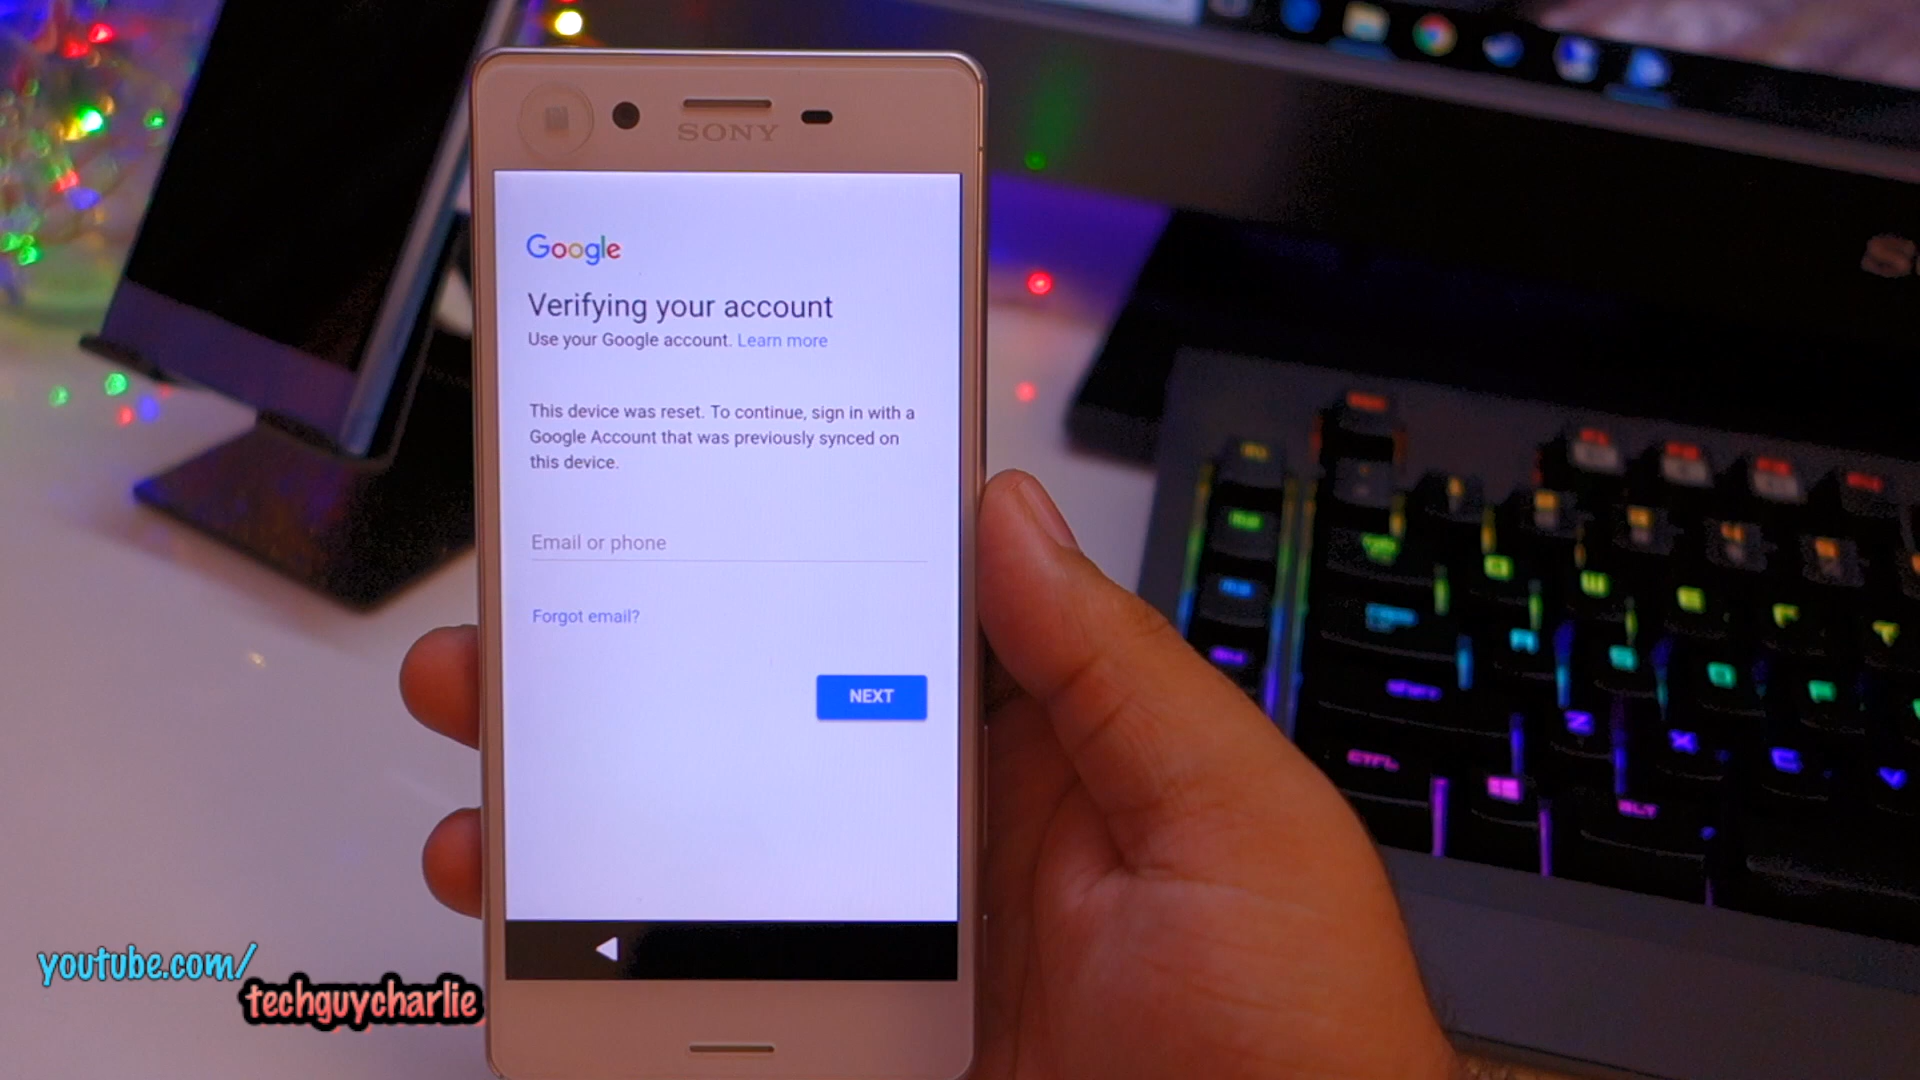 SONY
Google
Verifying your account
Use your Google account. Learn more
This device was reset. To continue, sign in with a
Google Account that was previously synced on
this device.
Email or phone
Forgot email?
NEXT
youtube.com/
techguycharlie